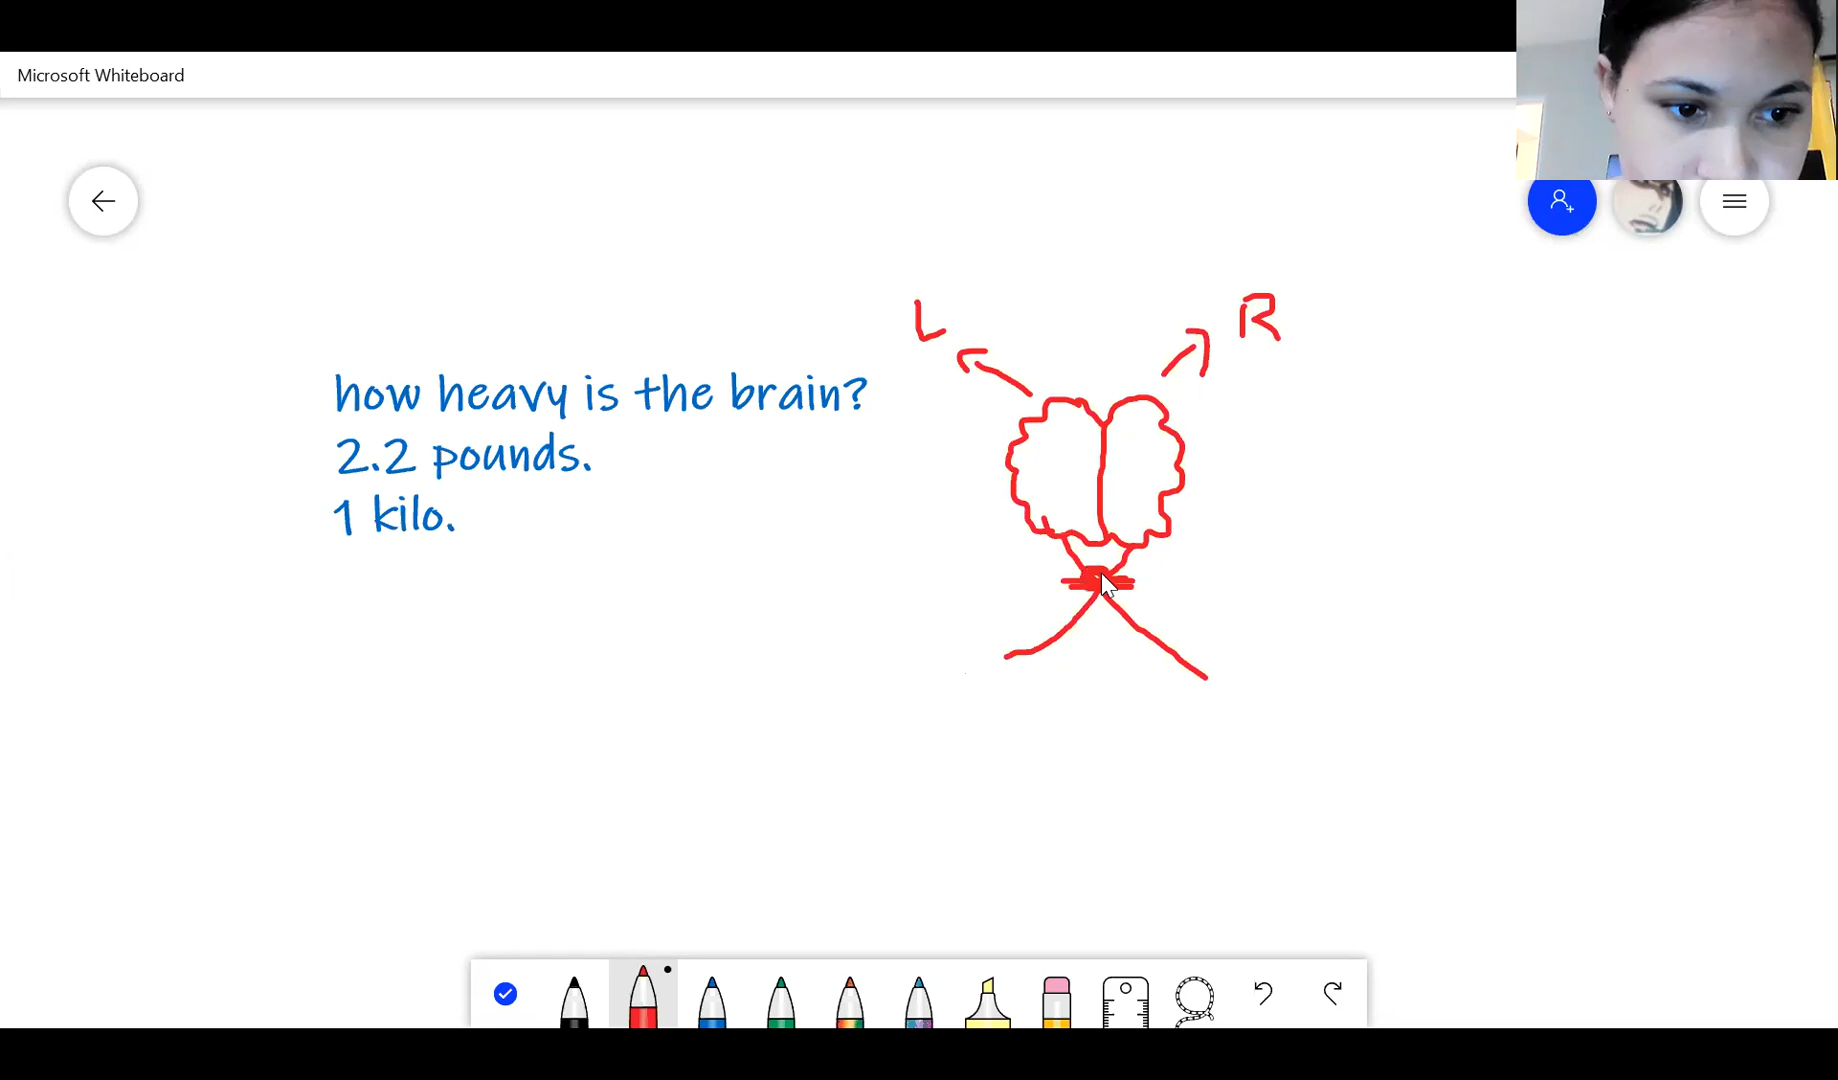 Microsoft Whiteboard
L
R
how heavy is the brain?
2.2 pounds.
1 kilo.